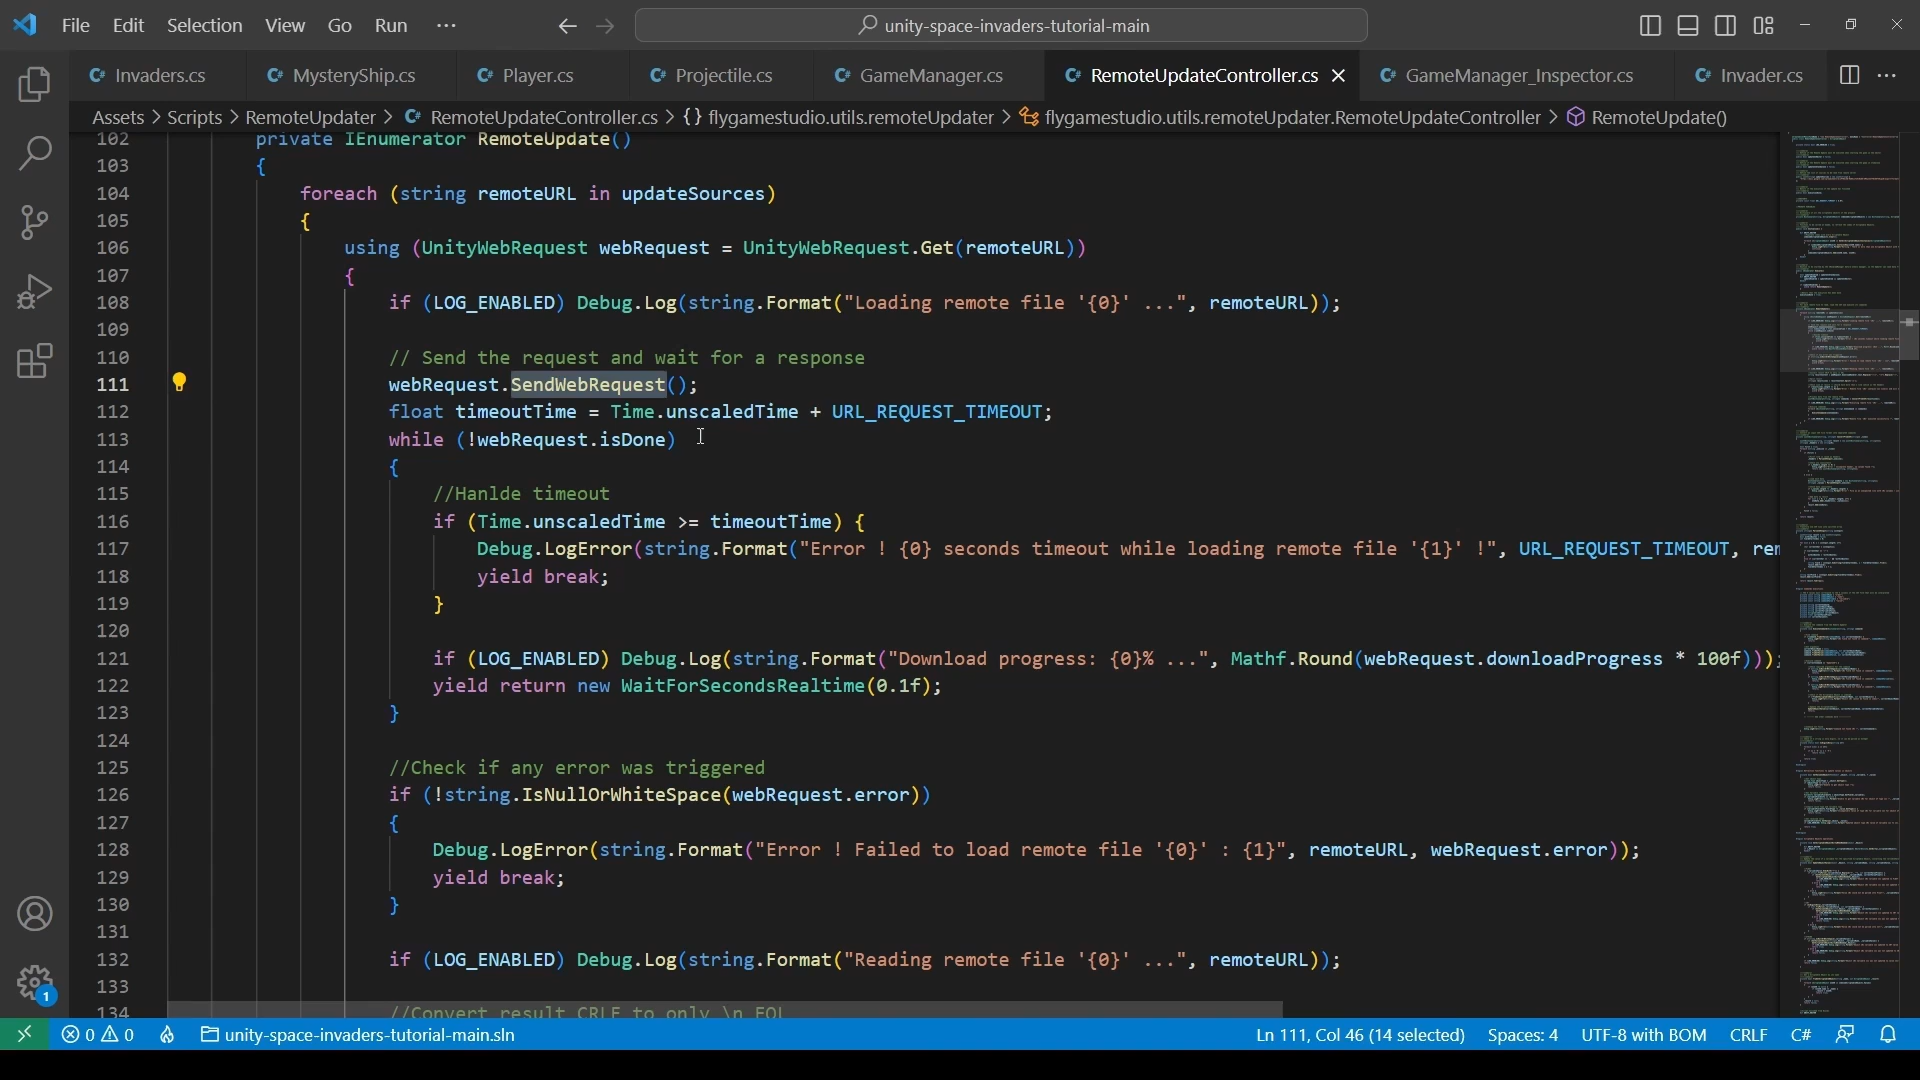 File Edit Selection View Go Run ··· unity-space-invaders-tutorial-main
Invaders.cs MysteryShip.cs Player.cs Projectile.cs GameManager.cs RemoteUpdateController.cs GameManager_Inspector.cs Invader.cs
Assets > Scripts > RemoteUpdater > RemoteUpdateController.cs > {} flygamestudio.utils.remoteUpdater > flygamestudio.utils.remoteUpdater.RemoteUpdateController > RemoteUpdate()
102 private IEnumerator RemoteUpdate()
103 {
104 foreach (string remoteURL in updateSources)
105 {
106 using (UnityWebRequest webRequest = UnityWebRequest.Get(remoteURL))
107 {
108 if (LOG_ENABLED) Debug.Log(string.Format("Loading remote file '{0}' ...", remoteURL));
109
110 // Send the request and wait for a response
111 webRequest.SendWebRequest();
112 float timeoutTime = Time.unscaledTime + URL_REQUEST_TIMEOUT;
113 while (!webRequest.isDone)
114 {
115 //Hanlde timeout
116 if (Time.unscaledTime >= timeoutTime) {
117 Debug.LogError(string.Format("Error ! {0} seconds timeout while loading remote file '{1}' !", URL_REQUEST_TIMEOUT, rem
118 yield break;
119 }
120
121 if (LOG_ENABLED) Debug.Log(string.Format("Download progress: {0}% ...", Mathf.Round(webRequest.downloadProgress * 100f)));
122 yield return new WaitForSecondsRealtime(0.1f);
123 }
124
125 //Check if any error was triggered
126 if (!string.IsNullOrWhiteSpace(webRequest.error))
127 {
128 Debug.LogError(string.Format("Error ! Failed to load remote file '{0}' : {1}", remoteURL, webRequest.error));
129 yield break;
130 }
131
132 if (LOG_ENABLED) Debug.Log(string.Format("Reading remote file '{0}' ...", remoteURL));
133
134 //Convert result CRLF to only \n EOL
1
0 0 unity-space-invaders-tutorial-main.sln Ln 111, Col 46 (14 selected) Spaces: 4 UTF-8 with BOM CRLF C#